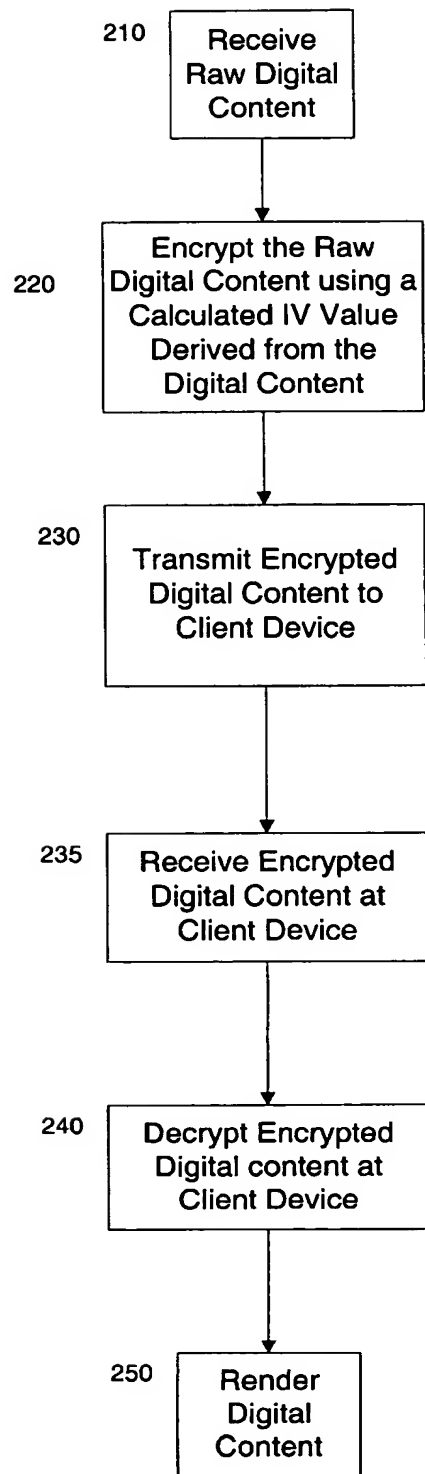 210
Receive
Raw Digital
Content
220
Encrypt the Raw
Digital Content using a
Calculated IV Value
Derived from the
Digital Content
230
Transmit Encrypted
Digital Content to
Client Device
235
Receive Encrypted
Digital Content at
Client Device
240
Decrypt Encrypted
Digital content at
Client Device
250
Render
Digital
Content